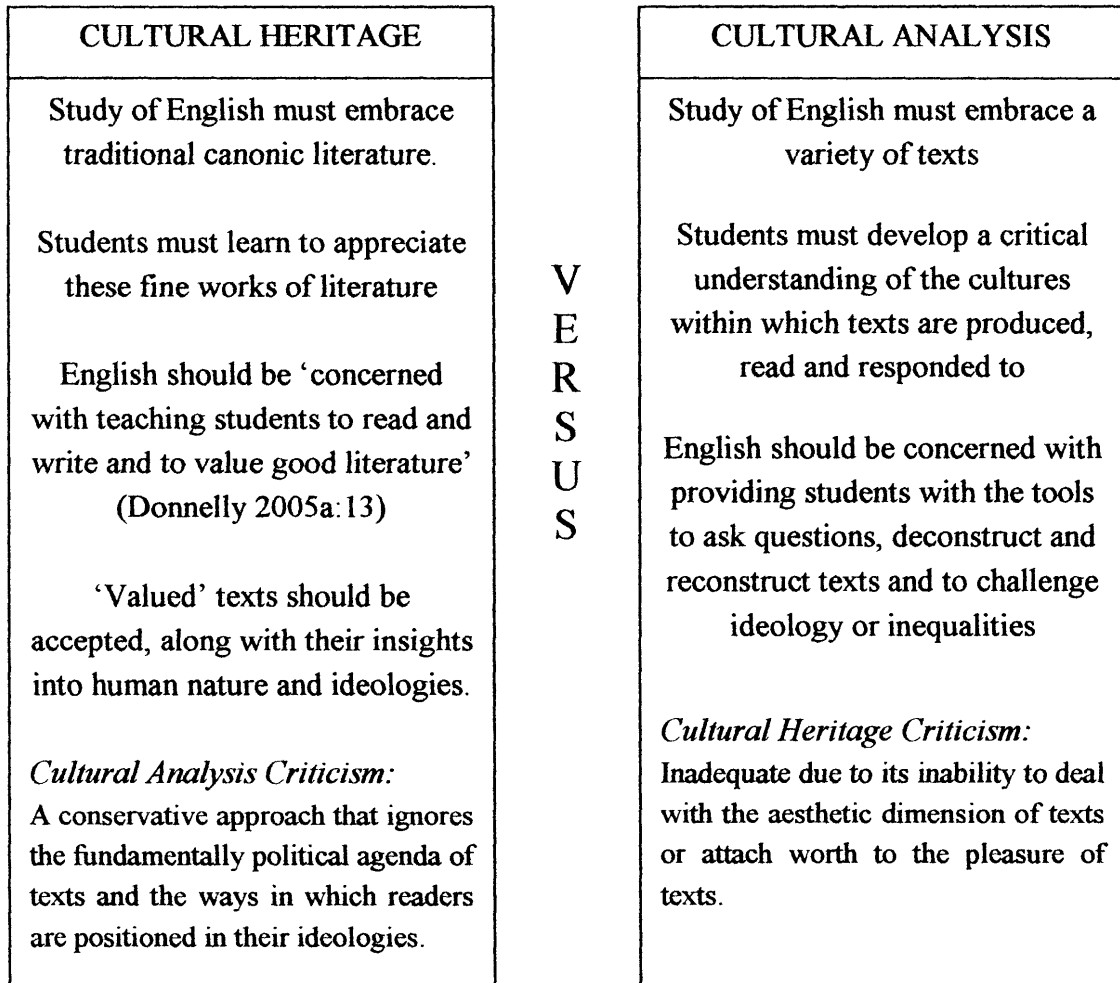 CULTURAL HERITAGE
Study of English must embrace
traditional canonic literature.
Students must learn to appreciate
these fine works of literature
English should be ‘concerned
with teaching students to read and
write and to value good literature’
(Donnelly 2005a:13)
‘Valued’ texts should be
accepted, along with their insights
into human nature and ideologies.
Cultural Analysis Criticism:
A conservative approach that ignores
the fundamentally political agenda of
texts and the ways in which readers
are positioned in their ideologies.
V
E
R
S
U
S
CULTURAL ANALYSIS
Study of English must embrace a
variety of texts
Students must develop a critical
understanding of the cultures
within which texts are produced,
read and responded to
English should be concerned with
providing students with the tools
to ask questions, deconstruct and
reconstruct texts and to challenge
ideology or inequalities
Cultural Heritage Criticism:
Inadequate due to its inability to deal
with the aesthetic dimension of texts
or attach worth to the pleasure of
texts.